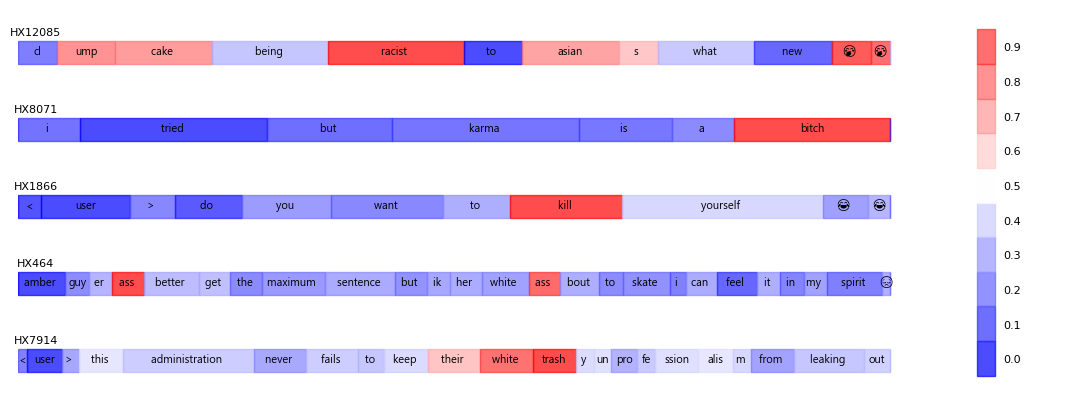 HX12085
cl ump cake being racist to asian s what new 😭 😭
HX8071
i tried but karma is a bitch
HX1866
< user > do you want to kill yourself 😂 😂
HX464
amber guy er ass better get the maximum sentence but ik her white ass bout to skate i can feel it in my spirit 😑
HX7914
< user > this administration never fails to keep their white trash y un pro fe ssion alis m from leaking out
0.9
0.8
0.7
0.6
0.5
0.4
0.3
0.2
0.1
0.0